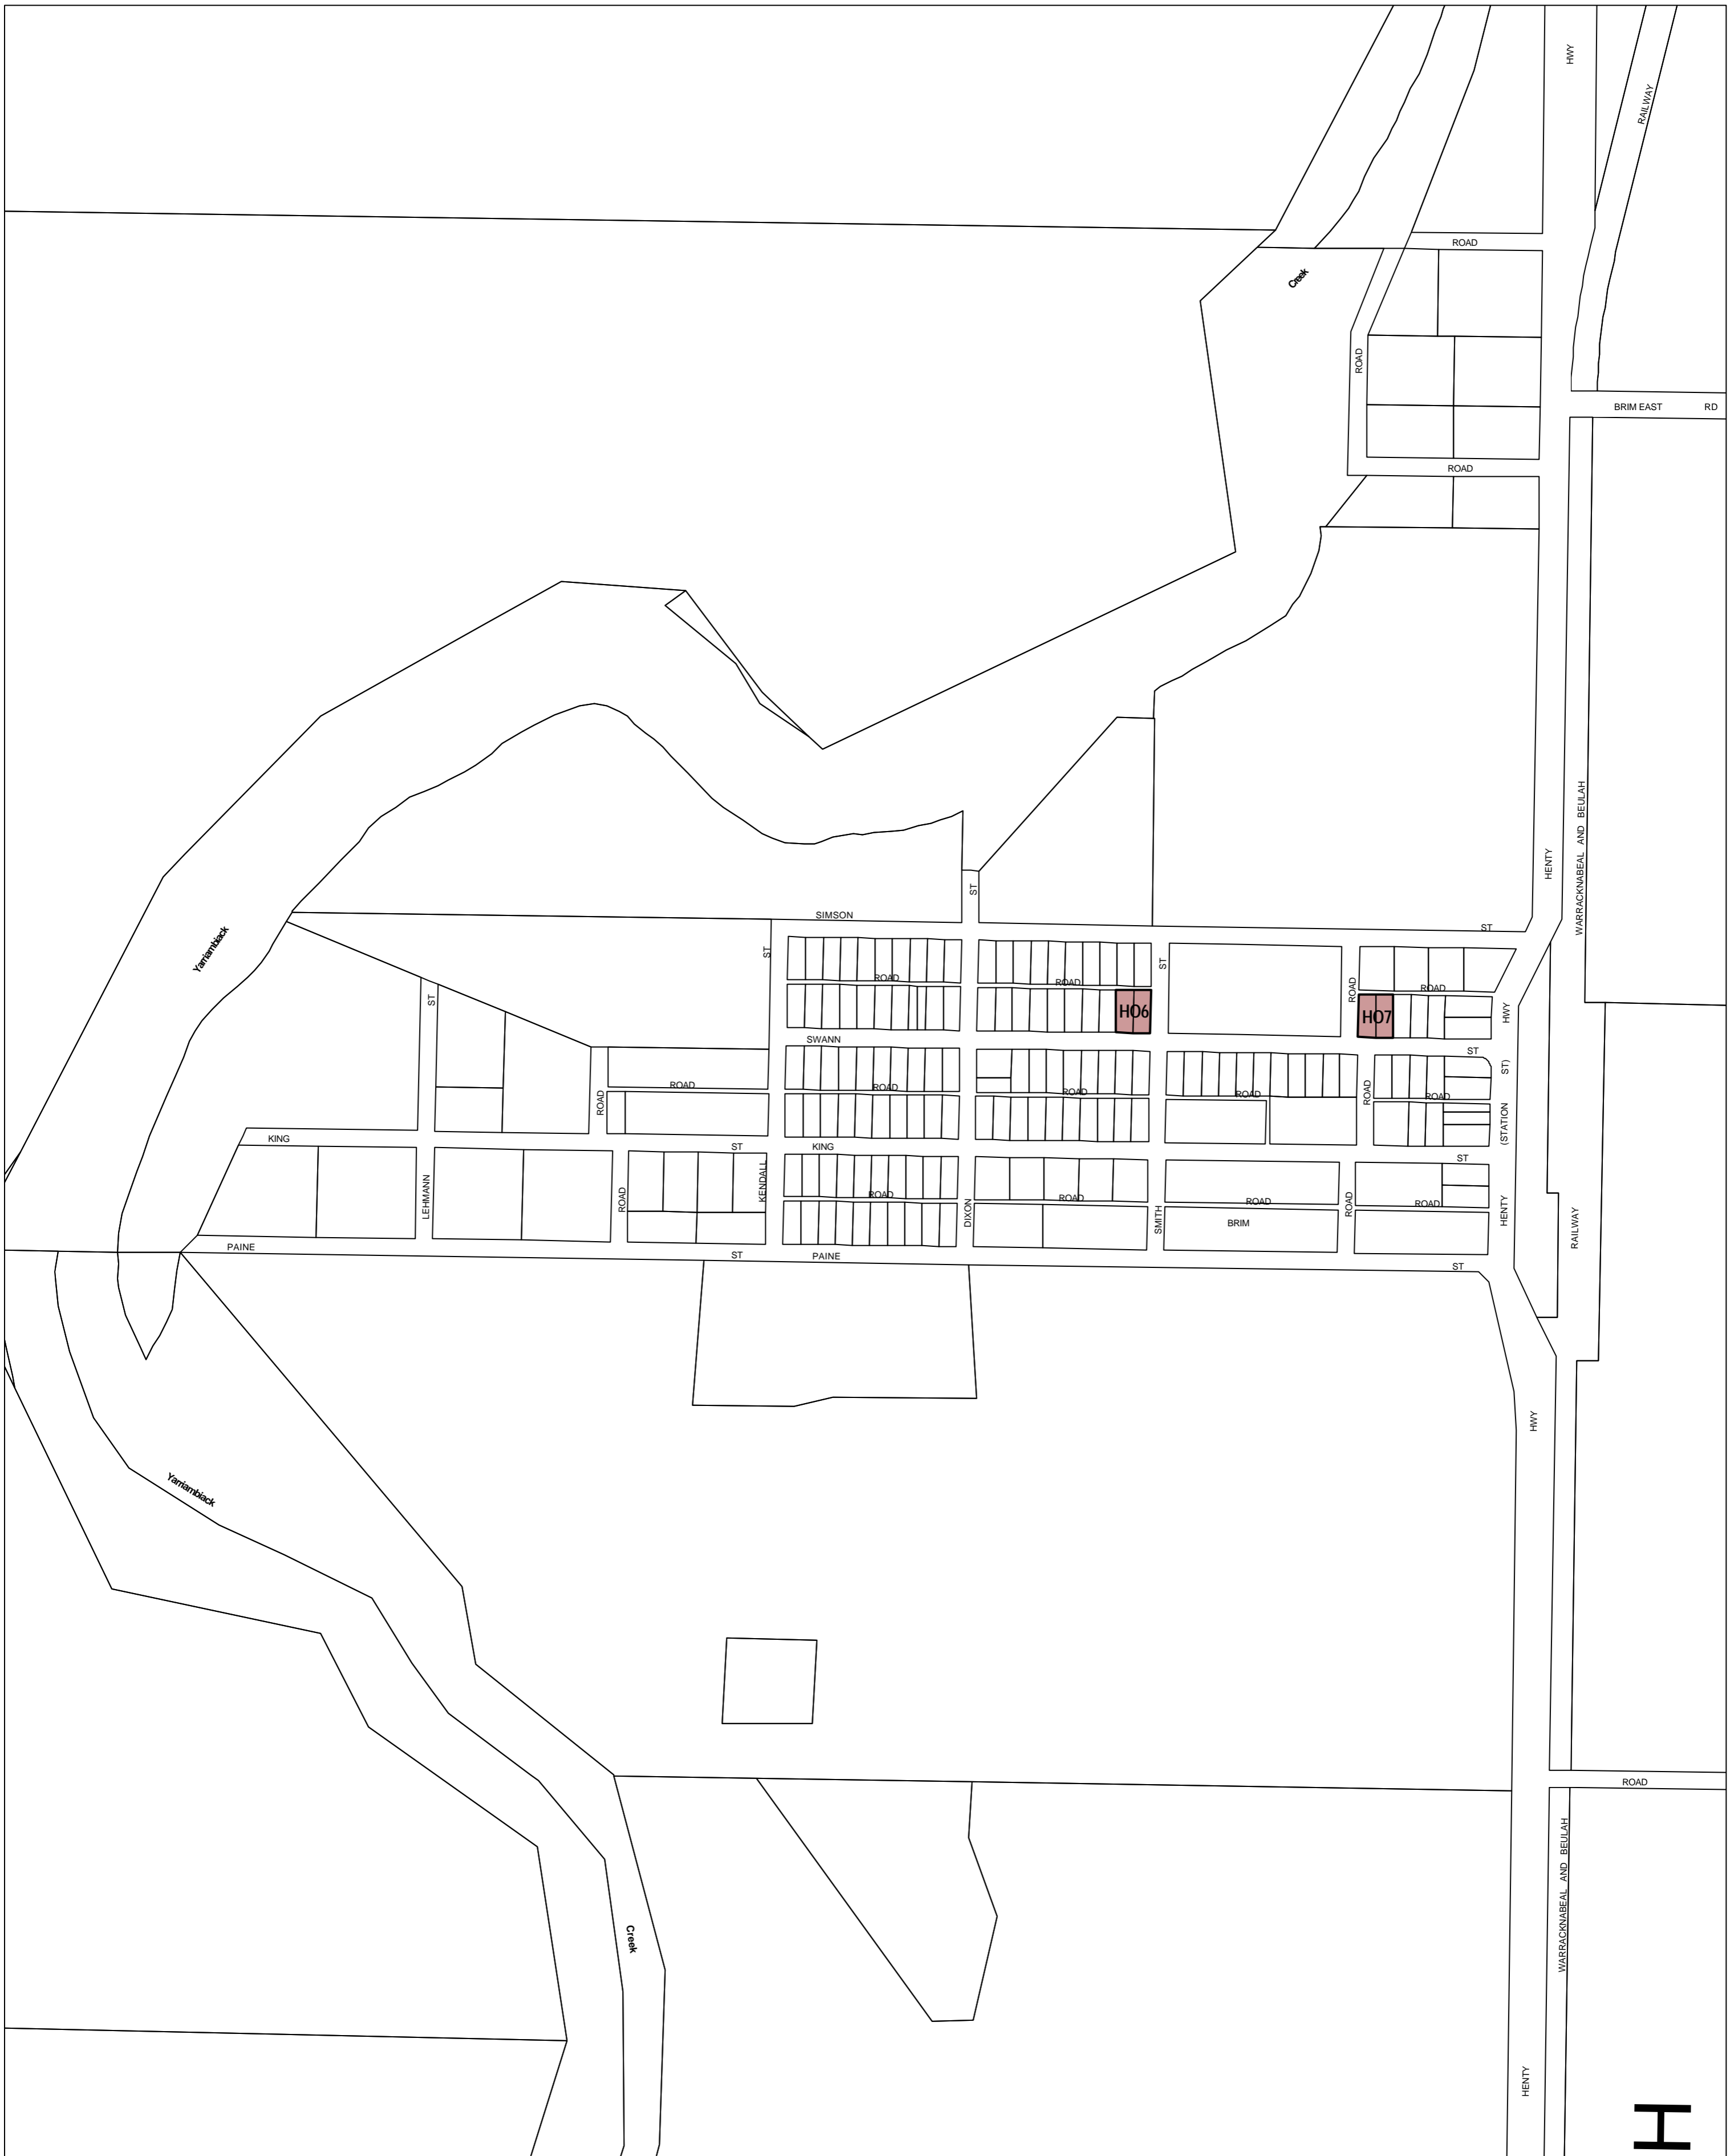 HWY
RAILWAY
ROAD
Creek
ROAD
BRIM EAST RD
ROAD
WARRACKNABEAL AND BEULAH
HENTY
ST
SIMSON
ST
Yarriambiack
ST
ST
ROAD
ROAD
ROAD
ROAD
ST
HO6
HO7
HWY
SWANN
ST
ST)
ROAD
ROAD
ROAD
ROAD
ROAD
ROAD
ROAD
(STATION
KING
ST
KING
ST
LEHMANN
ROAD
KENDALL
ROAD
DIXON
ROAD
SMITH
ROAD
ROAD
ROAD
HENTY
BRIM
RAILWAY
PAINE
ST
PAINE
ST
HWY
Yarriambiack
ROAD
WARRACKNABEAL AND BEULAH
Creek
HENTY
H